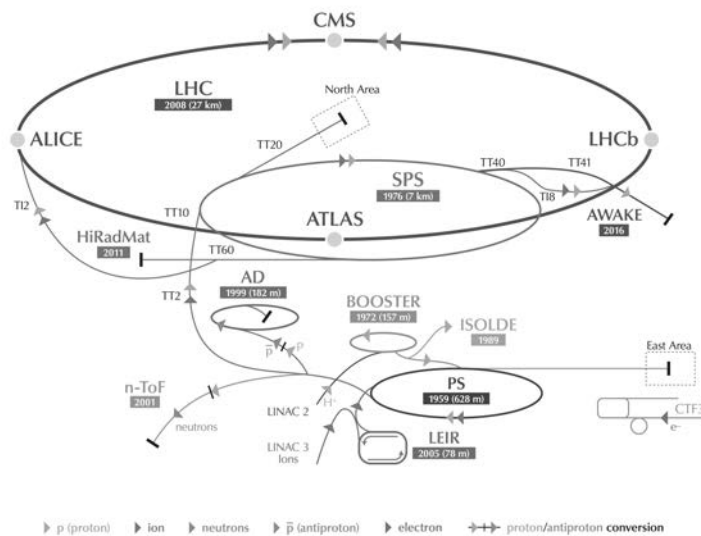 CMS
LHC
2008 (27 km)
North Area
ALICE
LHCb
TT20
TT40
TT41
SPS
1976 (7 km)
TI2
TT10
TI8
ATLAS
AWAKE
2016
HiRadMat
2011
TT60
AD
1999 (182 m)
TT2
BOOSTER
1972 (157 m)
ISOLDE
1989
p̅
p
East Area
n-ToF
2001
PS
1959 (628 m)
LINAC 2
H⁺
CTF3
e-
neutrons
LINAC 3
Ions
LEIR
2005 (78 m)
p (proton)
ion
neutrons
p̅ (antiproton)
electron
proton/antiproton conversion